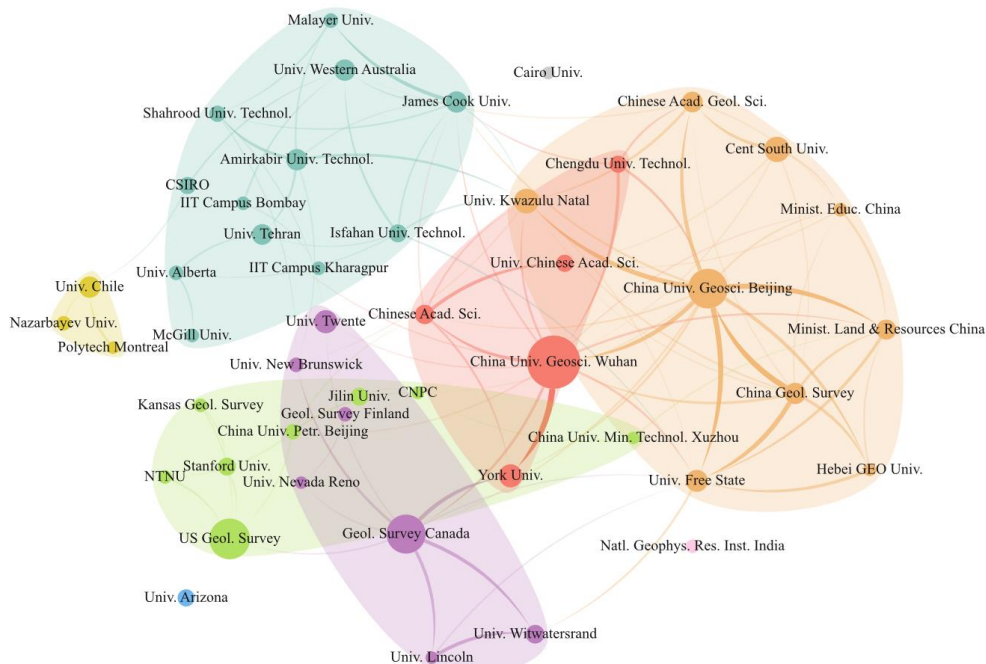 Malayer Univ.
Univ. Western Australia
Cairo Univ.
James Cook Univ.
Chinese Acad. Geol. Sci.
Shahrood Univ. Technol.
Cent South Univ.
Amirkabir Univ. Technol.
Chengdu Univ. Technol.
CSIRO
IIT Campus Bombay
Univ. Kwazulu Natal
Minist. Educ. China
Univ. Tehran
Isfahan Univ. Technol.
Univ. Chinese Acad. Sci.
Univ. Alberta
IIT Campus Kharagpur
Univ. Chile
China Univ. Geosci. Beijing
Chinese Acad. Sci.
Nazarbayev Univ.
Univ. Twente
Minist. Land & Resources China
McGill Univ.
Polytech Montreal
China Univ. Geosci. Wuhan
Univ. New Brunswick
CNPC
China Geol. Survey
Jilin Univ.
Kansas Geol. Survey
Geol. Survey Finland
China Univ. Petr. Beijing
China Univ. Min. Technol. Xuzhou
Stanford Univ.
Hebei GEO Univ.
NTNU
York Univ.
Univ. Free State
Univ. Nevada Reno
US Geol. Survey
Geol. Survey Canada
Natl. Geophys. Res. Inst. India
Univ. Arizona
Univ. Witwatersrand
Univ. Lincoln